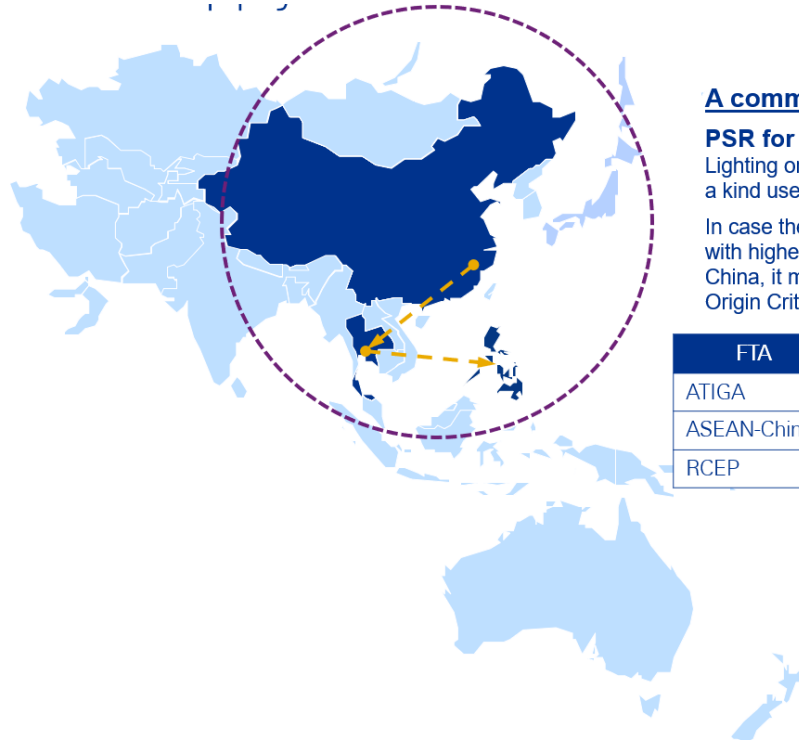 A comm
PSR for
Lighting or
a kind use
In case the
with highe
China, it m
Origin Crit
FTA
ATIGA
ASEAN-Chin
RCEP